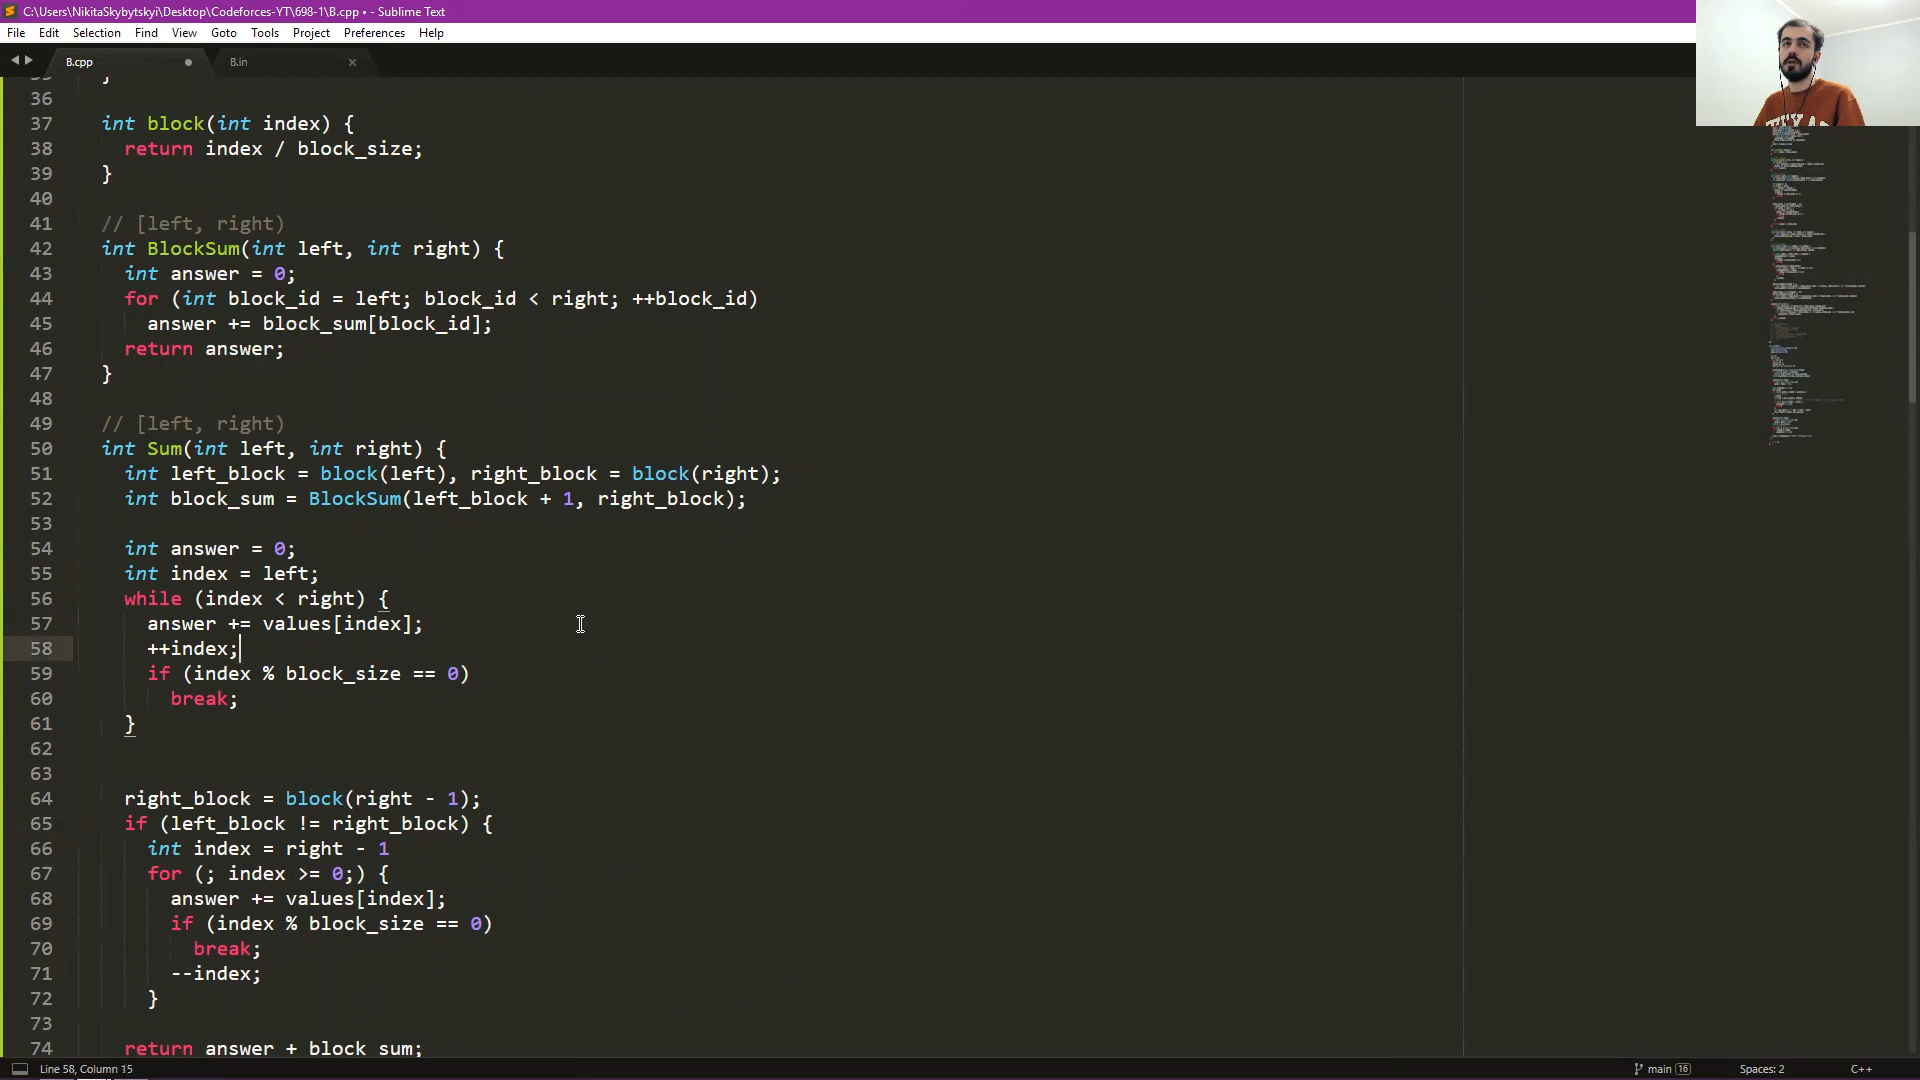 C:\Users\NikitaSkybytskyi\Desktop\Codeforces-YT\698-1\B.cpp • - Sublime Text
File Edit Selection Find View Goto Tools Project Preferences Help
B.cpp B.in
36
37 int block(int index) {
38 return index / block_size;
39 }
40
41 // [left, right)
42 int BlockSum(int left, int right) {
43 int answer = 0;
44 for (int block_id = left; block_id < right; ++block_id)
45 answer += block_sum[block_id];
46 return answer;
47 }
48
49 // [left, right)
50 int Sum(int left, int right) {
51 int left_block = block(left), right_block = block(right);
52 int block_sum = BlockSum(left_block + 1, right_block);
53
54 int answer = 0;
55 int index = left;
56 while (index < right) {
57 answer += values[index];
58 ++index;
59 if (index % block_size == 0)
60 break;
61 }
62
63
64 right_block = block(right - 1);
65 if (left_block != right_block) {
66 int index = right - 1
67 for (; index >= 0;) {
68 answer += values[index];
69 if (index % block_size == 0)
70 break;
71 --index;
72 }
73
74 return answer + block_sum;
Line 58, Column 15 main 16 Spaces: 2 C++